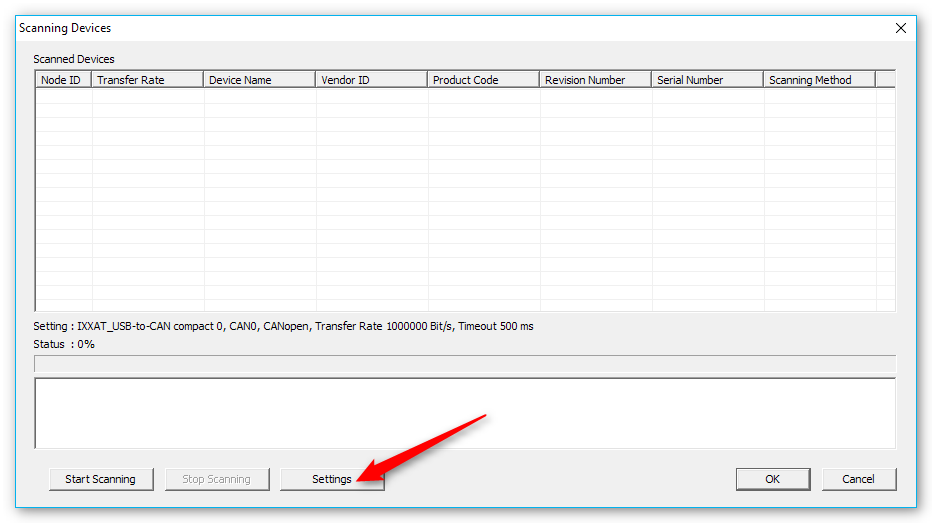 Scanning Devices
Scanned Devices
Node ID Transfer Rate Device Name Vendor ID Product Code Revision Number Serial Number Scanning Method
Setting : IXXAT_USB-to-CAN compact 0, CAN0, CANopen, Transfer Rate 1000000 Bit/s, Timeout 500 ms
Status : 0%
Start Scanning Stop Scanning Settings OK Cancel